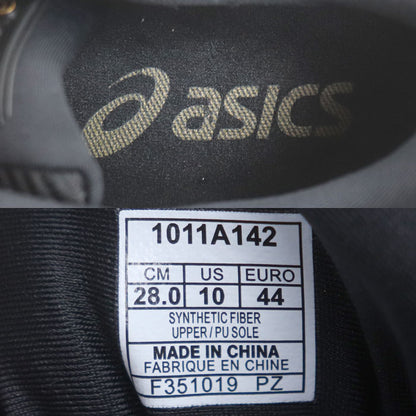 asics
1011A142
CM US EURO
28.0 10 44
SYNTHETIC FIBER
UPPER/PU SOLE
MADE IN CHINA
FABRIQUE EN CHINE
F351019 PZ